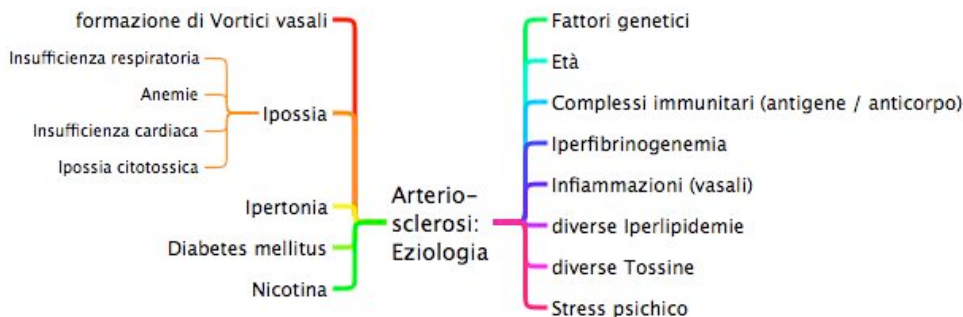 formazione di Vortici vasali
Insufficienza respiratoria
Anemie
Ipossia
Insufficienza cardiaca
Ipossia citotossica
Ipertonia
Diabetes mellitus
Nicotina
Arterio-
sclerosi:
Eziologia
Fattori genetici
Età
Complessi immunitari (antigene / anticorpo)
Iperfibrinogenemia
Infiammazioni (vasali)
diverse Iperlipidemie
diverse Tossine
Stress psichico